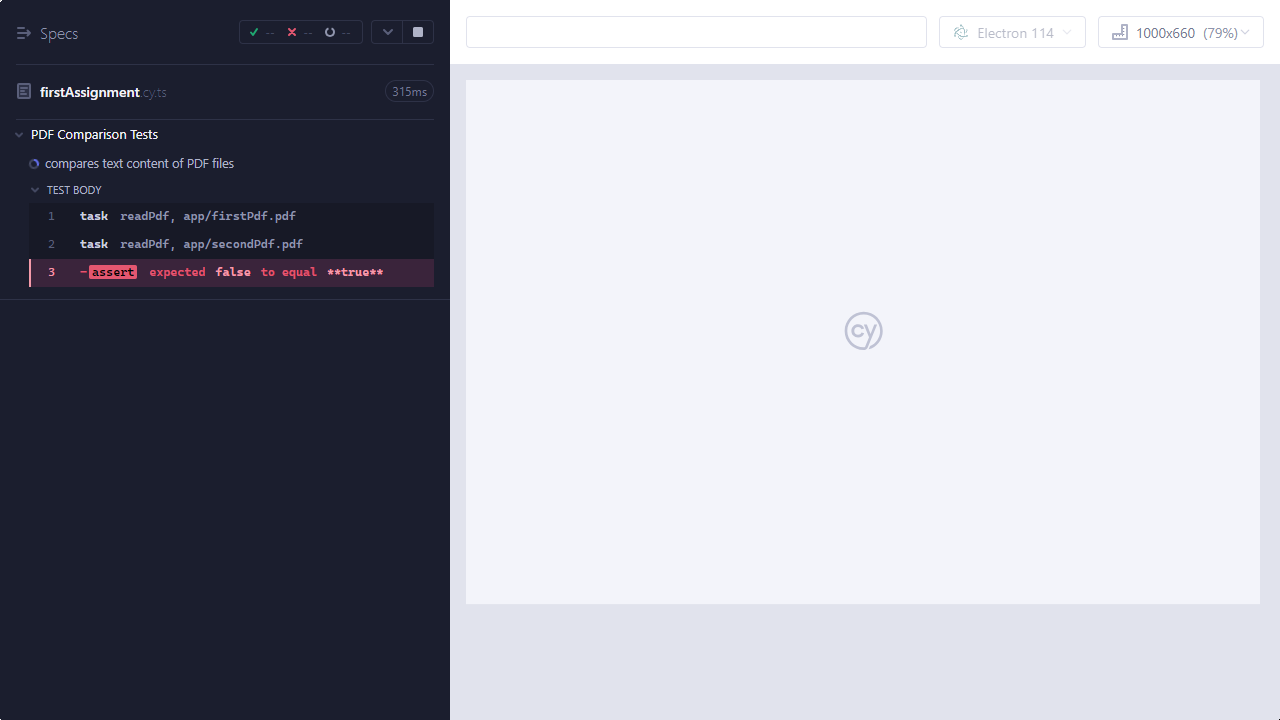 Specs
-- -- --
firstAssignment.cy.ts 315ms
PDF Comparison Tests
compares text content of PDF files
TEST BODY
1 task readPdf, app/firstPdf.pdf
2 task readPdf, app/secondPdf.pdf
3 -assert expected false to equal **true**
Electron 114
1000x660 (79%)
cy